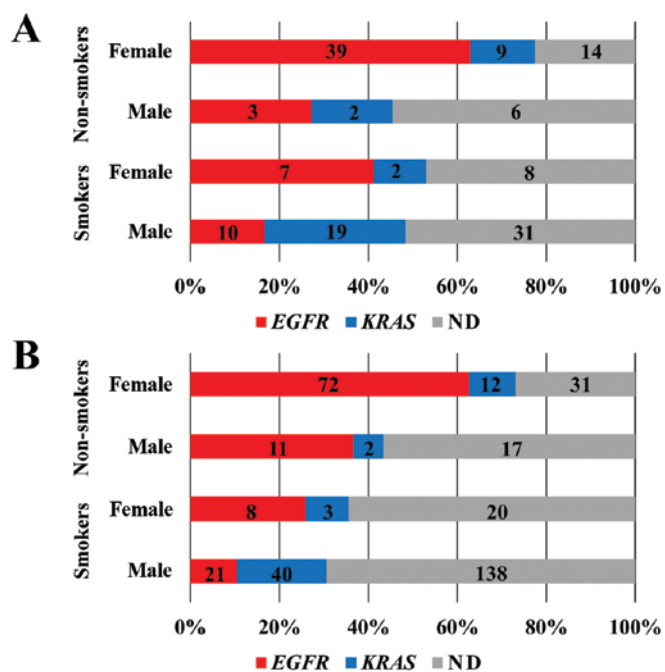 A
Non-smokers
Female
39 9 14
Male
3 2 6
Smokers
Female
7 2 8
Male
10 19 31
0% 20% 40% 60% 80% 100%
EGFR KRAS ND
B
Non-smokers
Female
72 12 31
Male
11 2 17
Smokers
Female
8 3 20
Male
21 40 138
0% 20% 40% 60% 80% 100%
EGFR KRAS ND